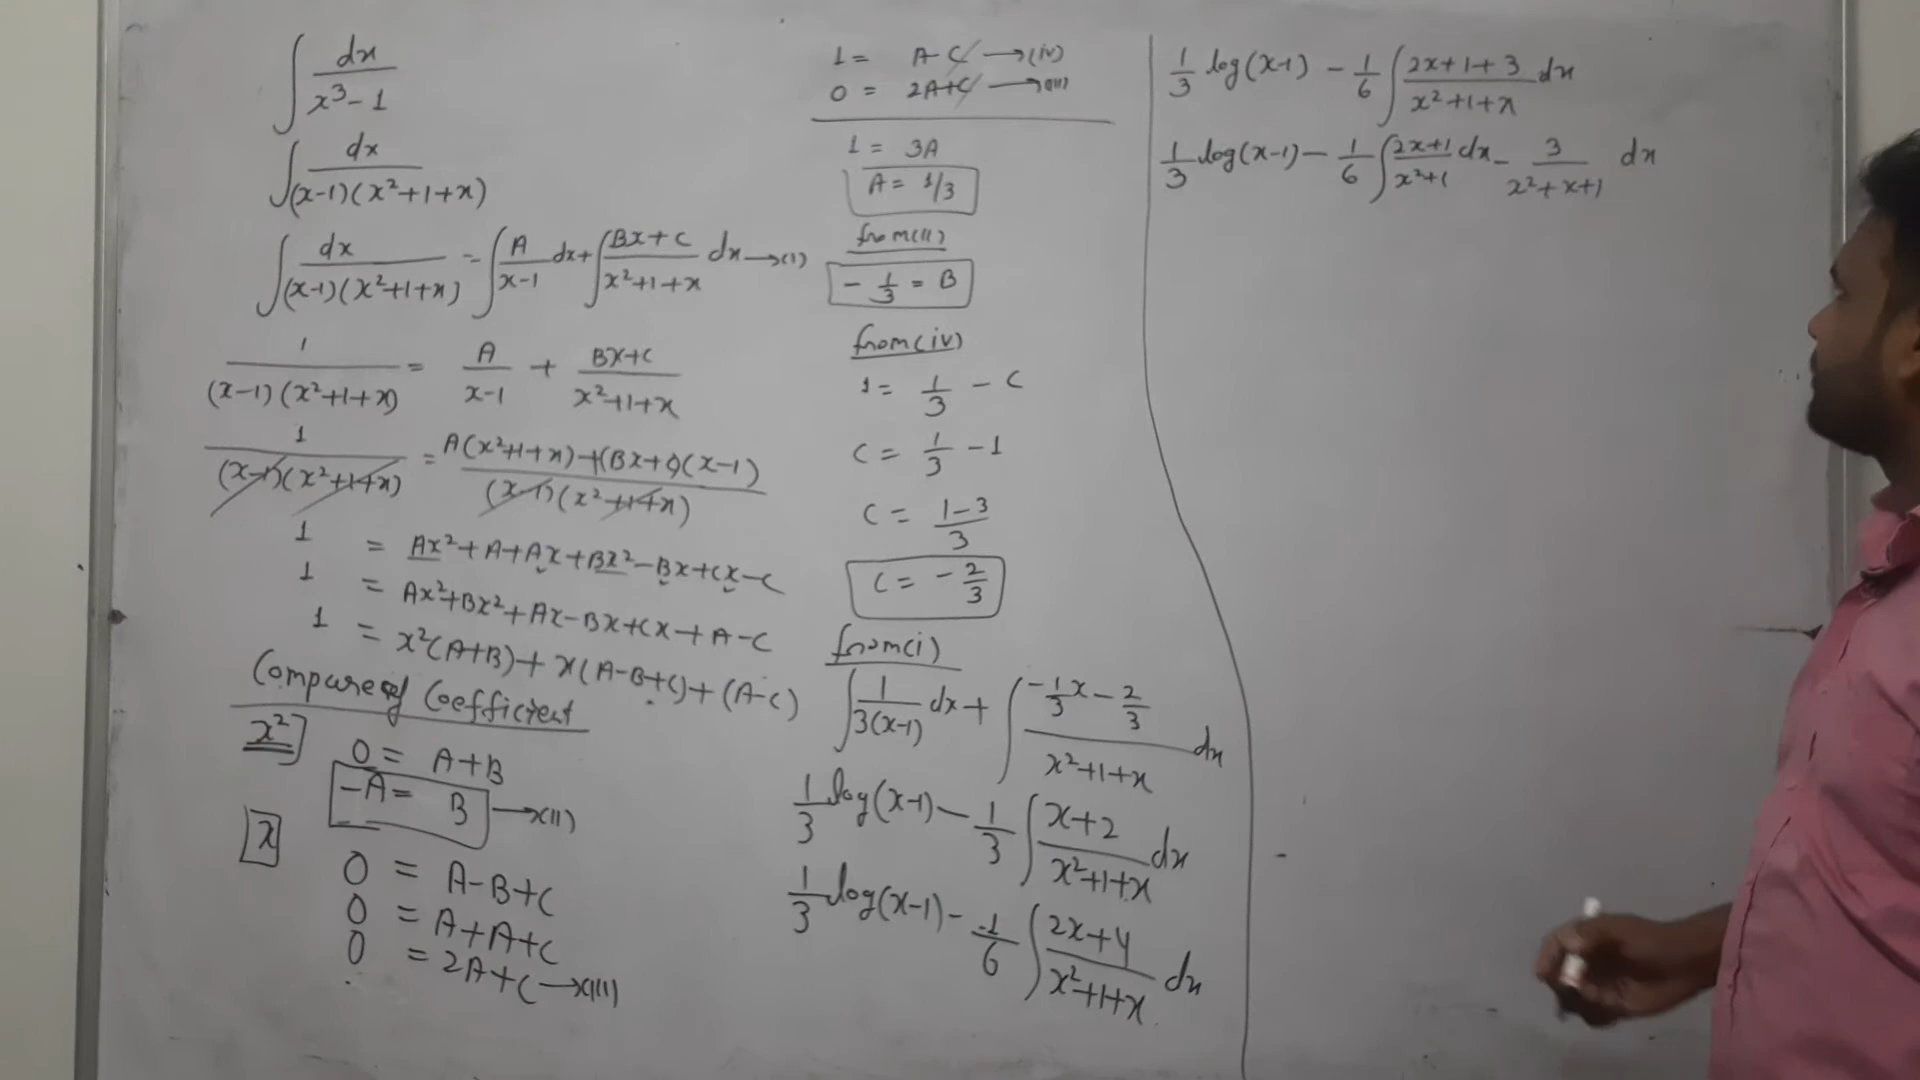 ∫ dx / x³-1
∫ dx / (x-1)(x²+1+x)
∫ dx / (x-1)(x²+1+x) = ∫ A / x-1 dx + ∫ Bx+C / x²+1+x dx →(i)
1 / (x-1)(x²+1+x) = A / x-1 + Bx+C / x²+1+x
1 / (x-1)(x²+1+x) = A(x²+1+x)+(Bx+c)(x-1) / (x-1)(x²+1+x)
1 = Ax²+A+Ax+Bx²-Bx+Cx-C
1 = Ax²+Bx²+Ax-Bx+Cx+A-C
1 = x²(A+B)+x(A-B+C)+(A-C)
Compare of Coefficient
x² 0 = A+B
-A = B →(ii)
x 0 = A-B+C
0 = A+A+C
0 = 2A+C →(iii)
1 = A-C →(iv)
0 = 2A+C →(iii)
1 = 3A
A = 1/3
from(ii)
- 1/3 = B
from(iv)
1 = 1/3 - C
C = 1/3 - 1
C = 1-3 / 3
C = - 2/3
from(i)
∫ 1 / 3(x-1) dx + ∫ -1/3 x - 2/3 / x²+1+x dx
1/3 log(x-1) - 1/3 ∫ x+2 / x²+1+x dx
1/3 log(x-1) - 1/6 ∫ 2x+4 / x²+1+x dx
1/3 log(x-1) - 1/6 ∫ 2x+1+3 / x²+1+x dx
1/3 log(x-1) - 1/6 ∫ 2x+1 / x²+1 dx - 3 / x²+x+1 dx